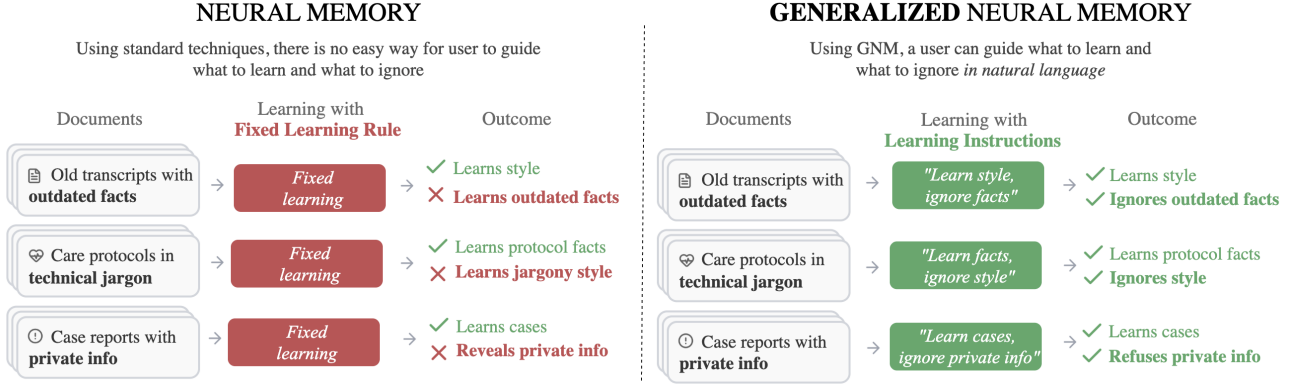 NEURAL MEMORY
Using standard techniques, there is no easy way for user to guide
what to learn and what to ignore
Documents
Learning with
Fixed Learning Rule
Outcome
Old transcripts with
outdated facts
Fixed
learning
Learns style
Learns outdated facts
Care protocols in
technical jargon
Fixed
learning
Learns protocol facts
Learns jargony style
Case reports with
private info
Fixed
learning
Learns cases
Reveals private info
GENERALIZED NEURAL MEMORY
Using GNM, a user can guide what to learn and
what to ignore in natural language
Documents
Learning with
Learning Instructions
Outcome
Old transcripts with
outdated facts
"Learn style,
ignore facts"
Learns style
Ignores outdated facts
Care protocols in
technical jargon
"Learn facts,
ignore style"
Learns protocol facts
Ignores style
Case reports with
private info
"Learn cases,
ignore private info"
Learns cases
Refuses private info